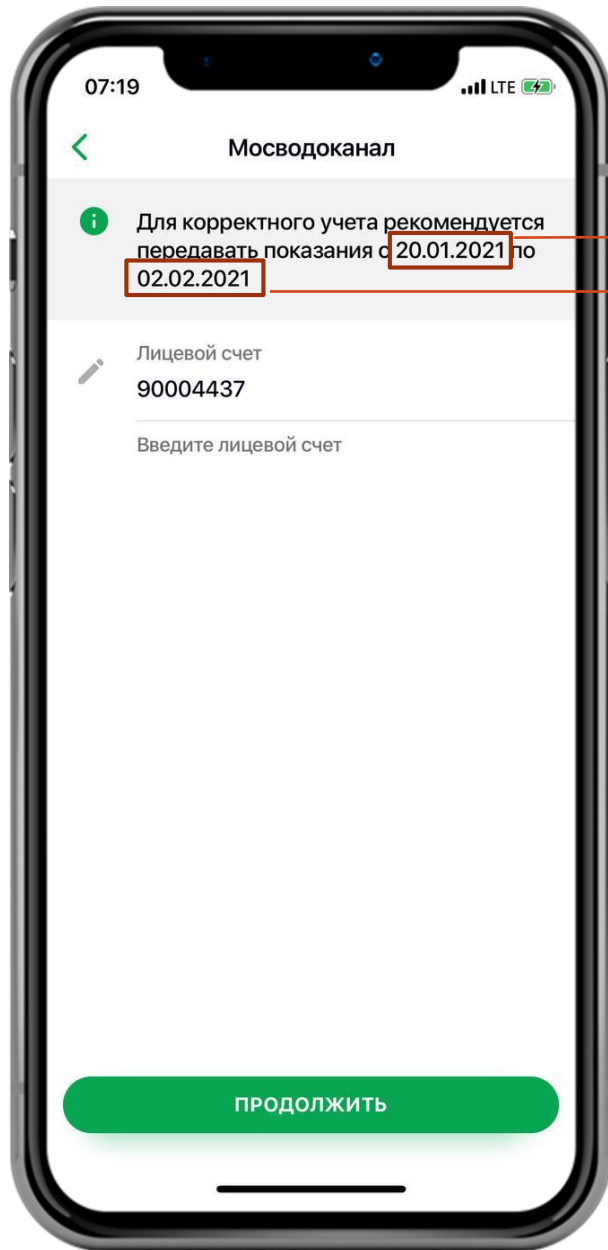 07:19
LTE
Мосводоканал
Для корректного учета рекомендуется
передавать показания с 20.01.2021 по
02.02.2021
Лицевой счет
90004437
Введите лицевой счет
ПРОДОЛЖИТЬ